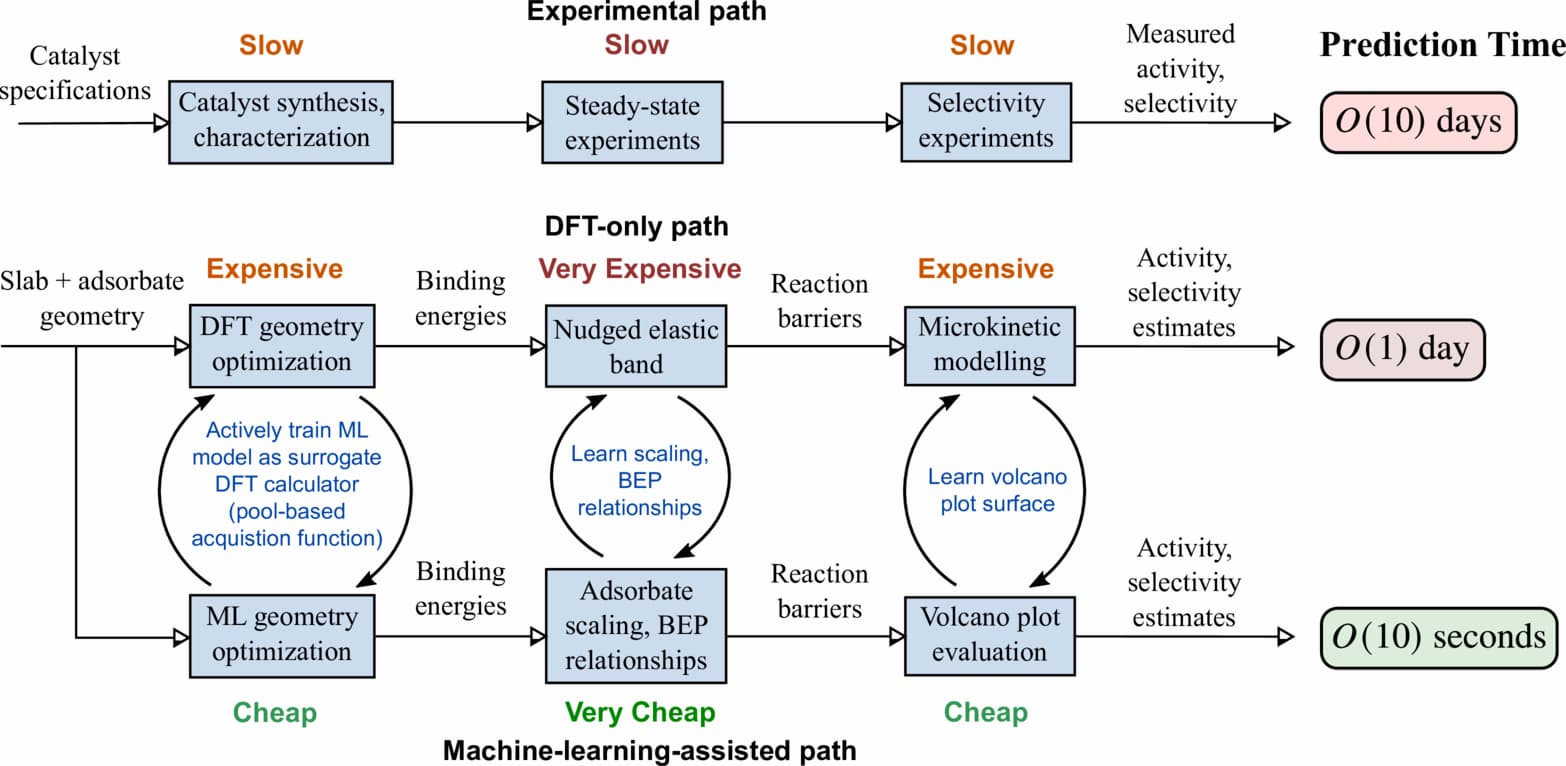 Experimental path
Slow
Slow
Slow
Catalyst
specifications
Catalyst synthesis,
characterization
Steady-state
experiments
Selectivity
experiments
Measured
activity,
selectivity
Prediction Time
O(10) days
DFT-only path
Expensive
Very Expensive
Expensive
Slab + adsorbate
geometry
DFT geometry
optimization
Binding
energies
Nudged elastic
band
Reaction
barriers
Microkinetic
modelling
Activity,
selectivity
estimates
O(1) day
Actively train ML
model as surrogate
DFT calculator
(pool-based
acquistion function)
Learn scaling,
BEP
relationships
Learn volcano
plot surface
ML geometry
optimization
Binding
energies
Adsorbate
scaling, BEP
relationships
Reaction
barriers
Volcano plot
evaluation
Activity,
selectivity
estimates
O(10) seconds
Cheap
Very Cheap
Cheap
Machine-learning-assisted path